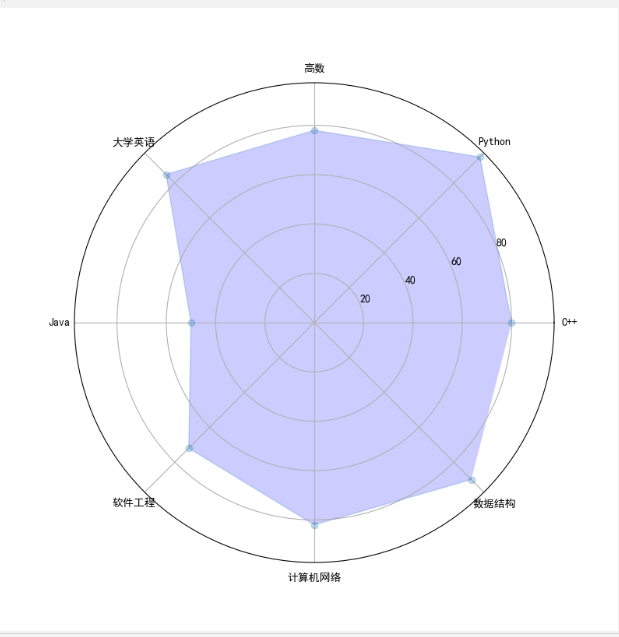 高数
大学英语
Python
80
60
40
20
Java
C++
软件工程
数据结构
计算机网络